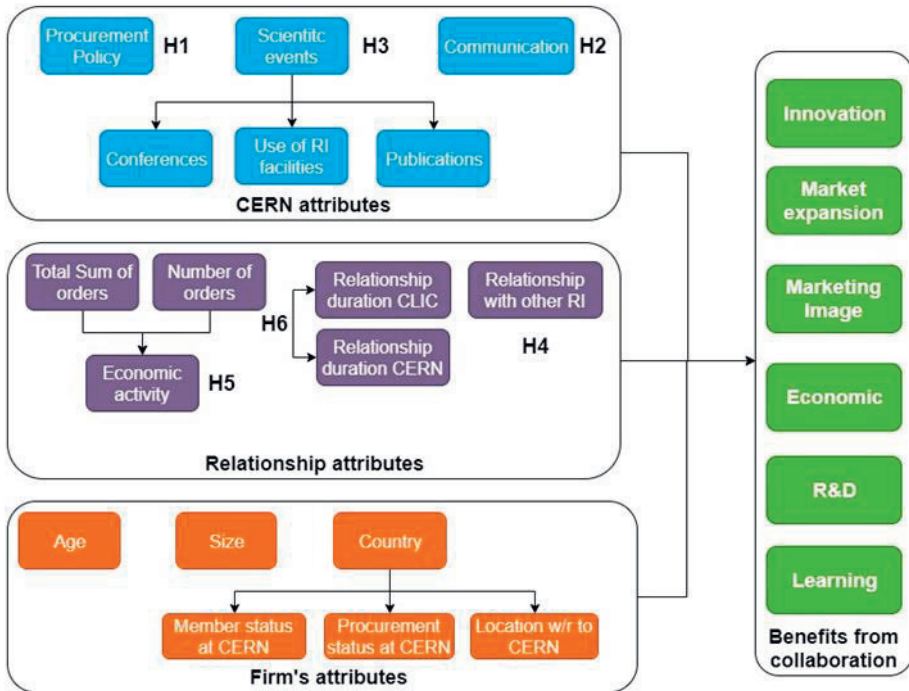 Procurement
Policy
H1
Scientitc
events
H3
Communication
H2
Conferences
Use of RI
facilities
Publications
CERN attributes
Total Sum of
orders
Number of
orders
Economic
activity
H5
H6
Relationship
duration CLIC
Relationship
duration CERN
Relationship
with other RI
H4
Relationship attributes
Age
Size
Country
Member status
at CERN
Procurement
status at CERN
Location w/r to
CERN
Firm's attributes
Innovation
Market
expansion
Marketing
Image
Economic
R&D
Learning
Benefits from
collaboration